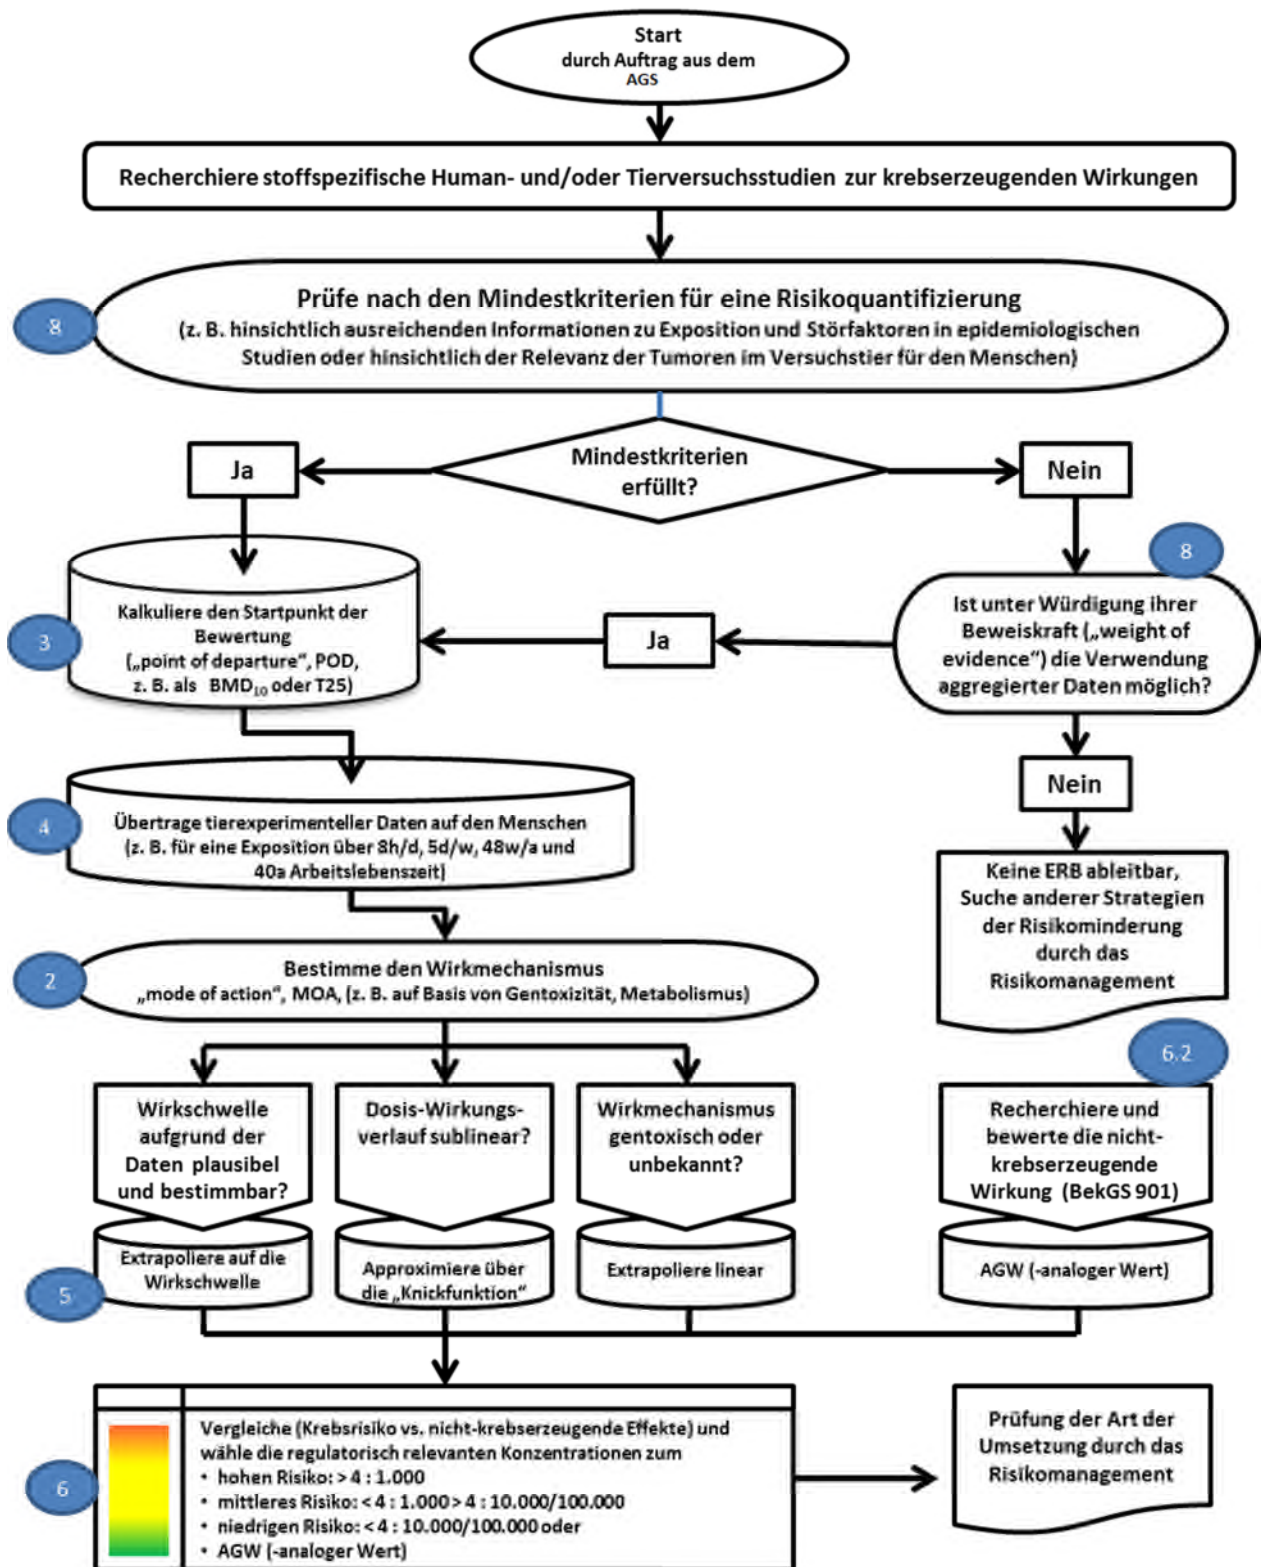 Start
durch Auftrag aus dem
AGS
Recherchiere stoffspezifische Human- und/oder Tierversuchsstudien zur krebserzeugenden Wirkungen
8
Prüfe nach den Mindestkriterien für eine Risikoquantifizierung
(z. B. hinsichtlich ausreichenden Informationen zu Exposition und Störfaktoren in epidemiologischen
Studien oder hinsichtlich der Relevanz der Tumoren im Versuchstier für den Menschen)
Ja
Mindestkriterien
erfüllt?
Nein
8
3
Kalkuliere den Startpunkt der
Bewertung
(„point of departure“, POD,
z. B. als BMD₁₀ oder T25)
Ja
Ist unter Würdigung ihrer
Beweiskraft („weight of
evidence“) die Verwendung
aggregierter Daten möglich?
Nein
4
Übertrage tierexperimenteller Daten auf den Menschen
(z. B. für eine Exposition über 8h/d, 5d/w, 48w/a und
40a Arbeitslebenszeit)
Keine ERB ableitbar,
Suche anderer Strategien
der Risikominderung
durch das
Risikomanagement
2
Bestimme den Wirkmechanismus
„mode of action“, MOA, (z. B. auf Basis von Gentoxizität, Metabolismus)
6.2
Wirkschwelle
aufgrund der
Daten plausibel
und bestimmbar?
Dosis-Wirkungs-
verlauf sublinear?
Wirkmechanismus
gentoxisch oder
unbekannt?
Recherchiere und
bewerte die nicht-
krebserzeugende
Wirkung (BekGS 901)
5
Extrapoliere auf die
Wirkschwelle
Approximiere über
die „Knickfunktion“
Extrapoliere linear
AGW (-analoger Wert)
6
Vergleiche (Krebsrisiko vs. nicht-krebserzeugende Effekte) und
wähle die regulatorisch relevanten Konzentrationen zum
• hohen Risiko: > 4 : 1.000
• mittleres Risiko: < 4 : 1.000 > 4 : 10.000/100.000
• niedrigen Risiko: < 4 : 10.000/100.000 oder
• AGW (-analoger Wert)
Prüfung der Art der
Umsetzung durch das
Risikomanagement